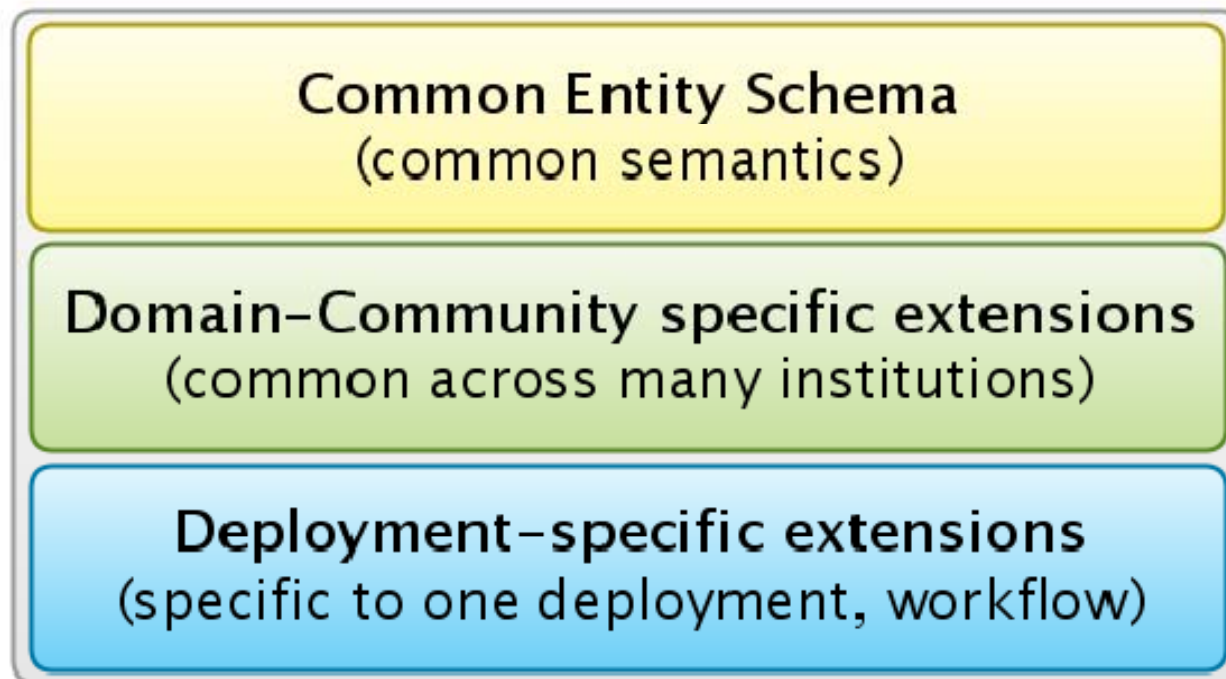 Common Entity Schema
(common semantics)
Domain–Community specific extensions
(common across many institutions)
Deployment–specific extensions
(specific to one deployment, workflow)